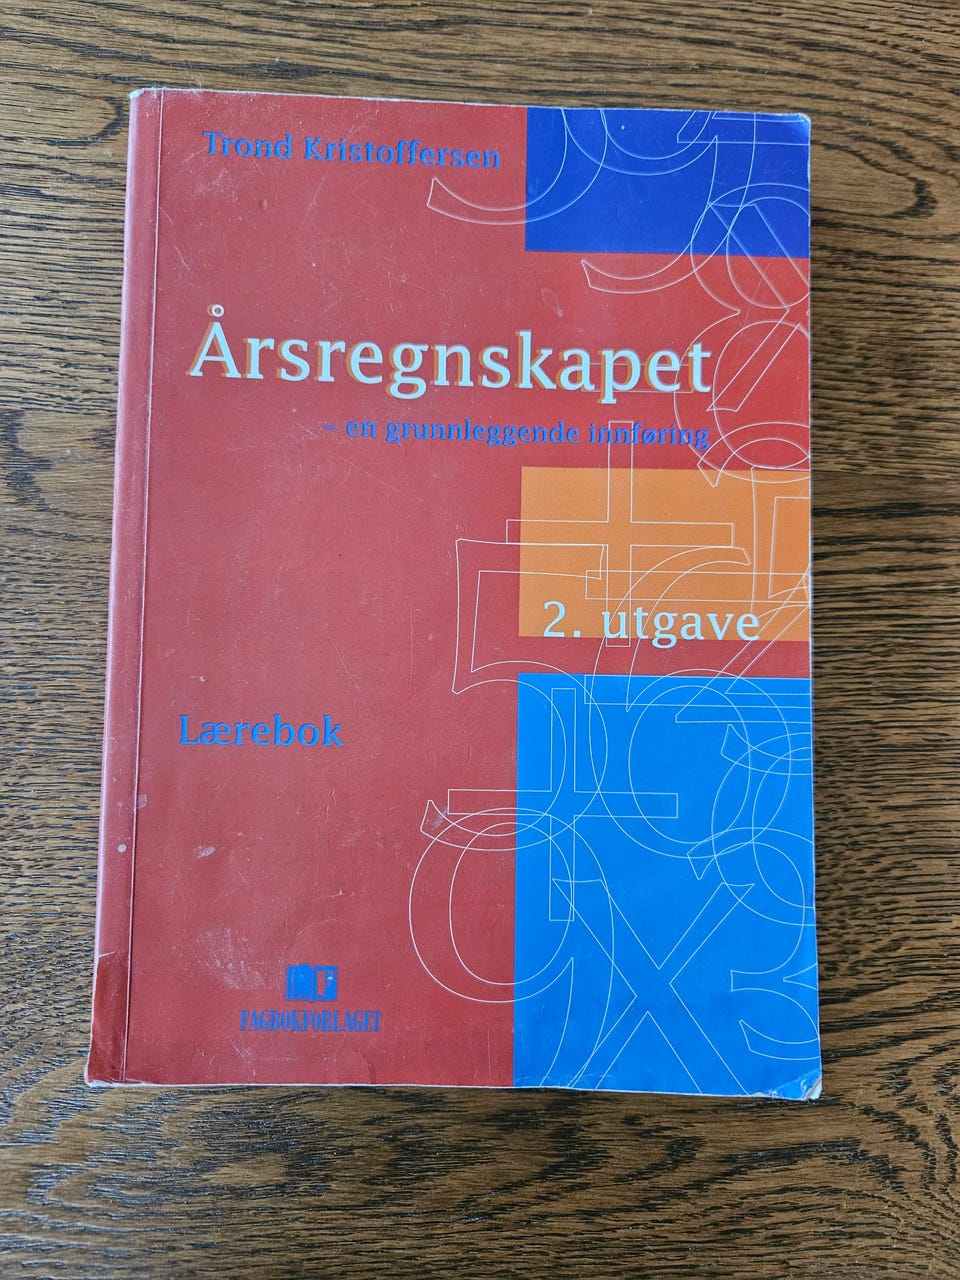 Trond Kristoffersen
Årsregnskapet
– en grunnleggende innføring
2. utgave
Lærebok
FAGBOKFORLAGET